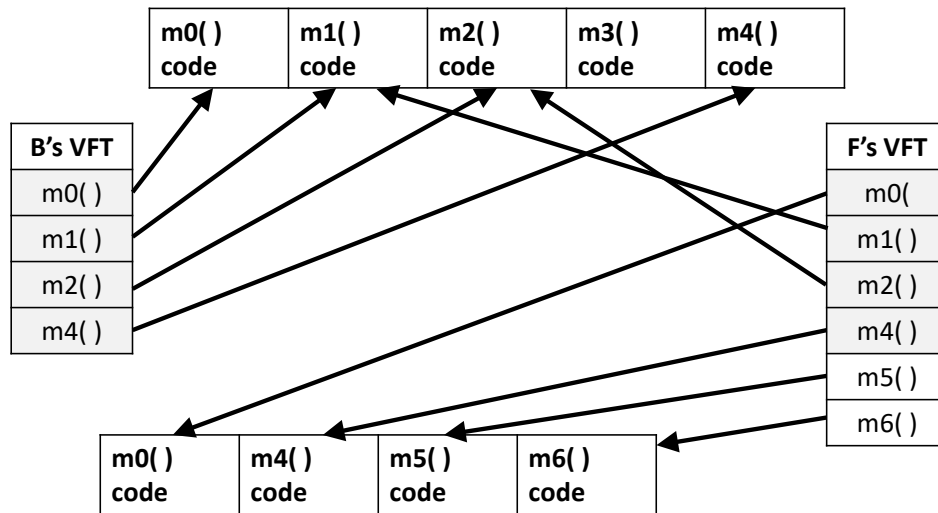 m0( ) m1( ) m2( ) m3( ) m4( )
code code code code code
B’s VFT
m0( )
m1( )
m2( )
m4( )
F’s VFT
m0(
m1( )
m2( )
m4( )
m5( )
m6( )
m0( ) m4( ) m5( ) m6( )
code code code code